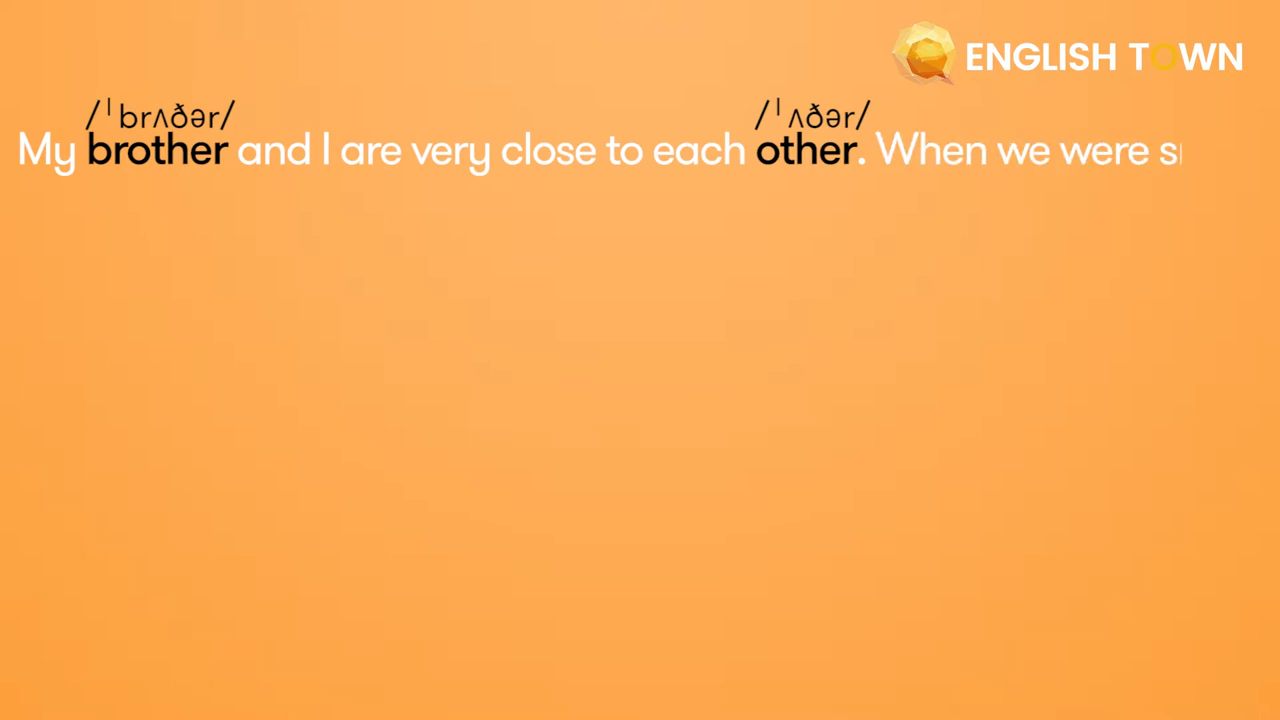 ENGLISH TOWN
/ˈbrʌðər/ /ˈʌðər/
My brother and I are very close to each other. When we were